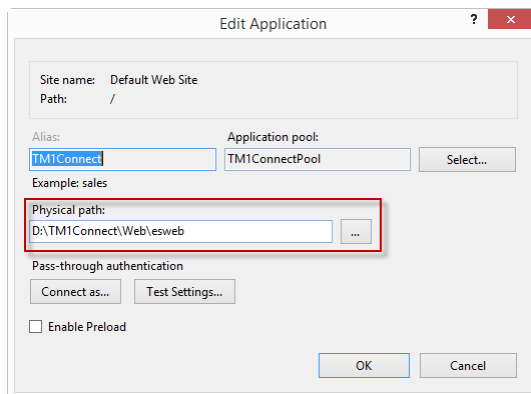 Edit Application
? ×
Site name: Default Web Site
Path: /
Alias: Application pool:
TM1Connect TM1ConnectPool Select...
Example: sales
Physical path:
D:\TM1Connect\Web\esweb ...
Pass-through authentication
Connect as... Test Settings...
Enable Preload
OK Cancel